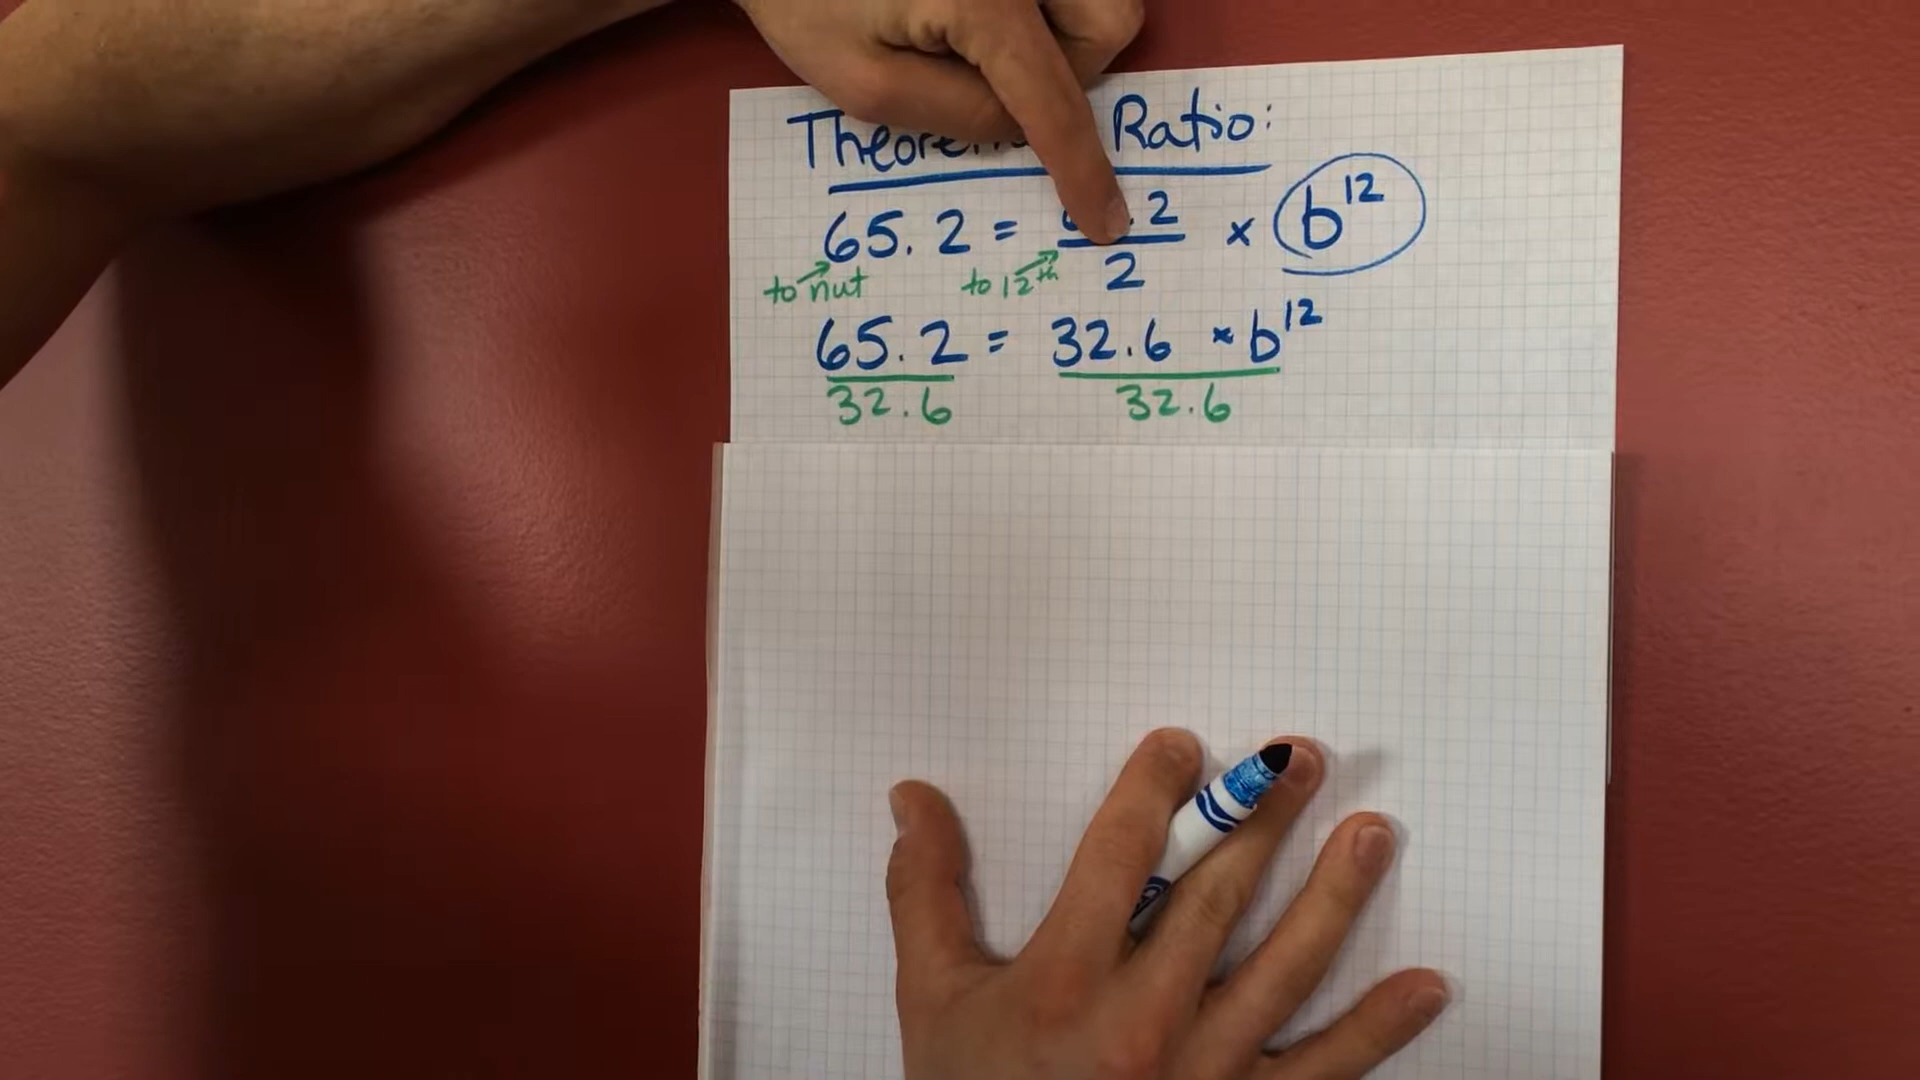 Ratio:
65.2 = .2 × b¹²
2
to nut to 12ᵗʰ
65.2 = 32.6 × b¹²
32.6 32.6